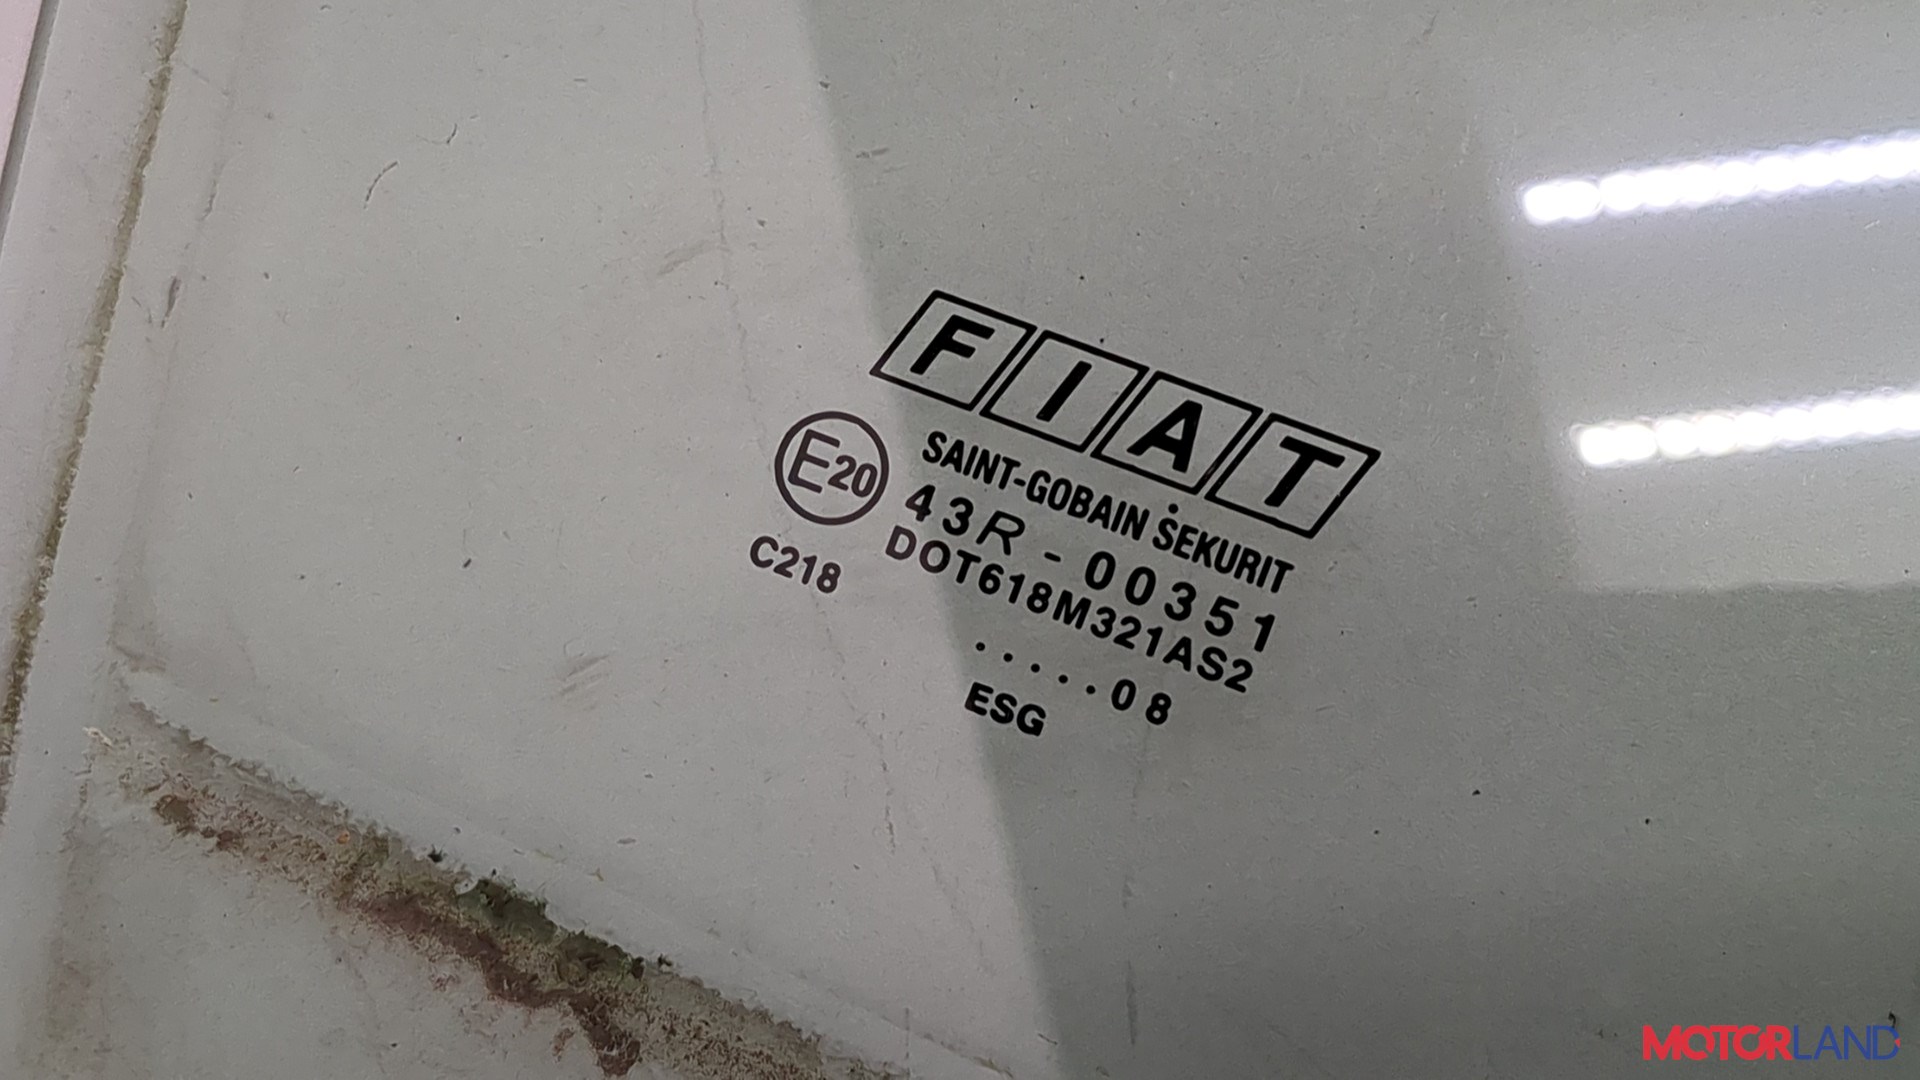 FIAT
SAINT-GOBAIN SEKURIT
E20
43R - 00351
DOT618M321AS2
C218
.....08
ESG
MOTORLAND